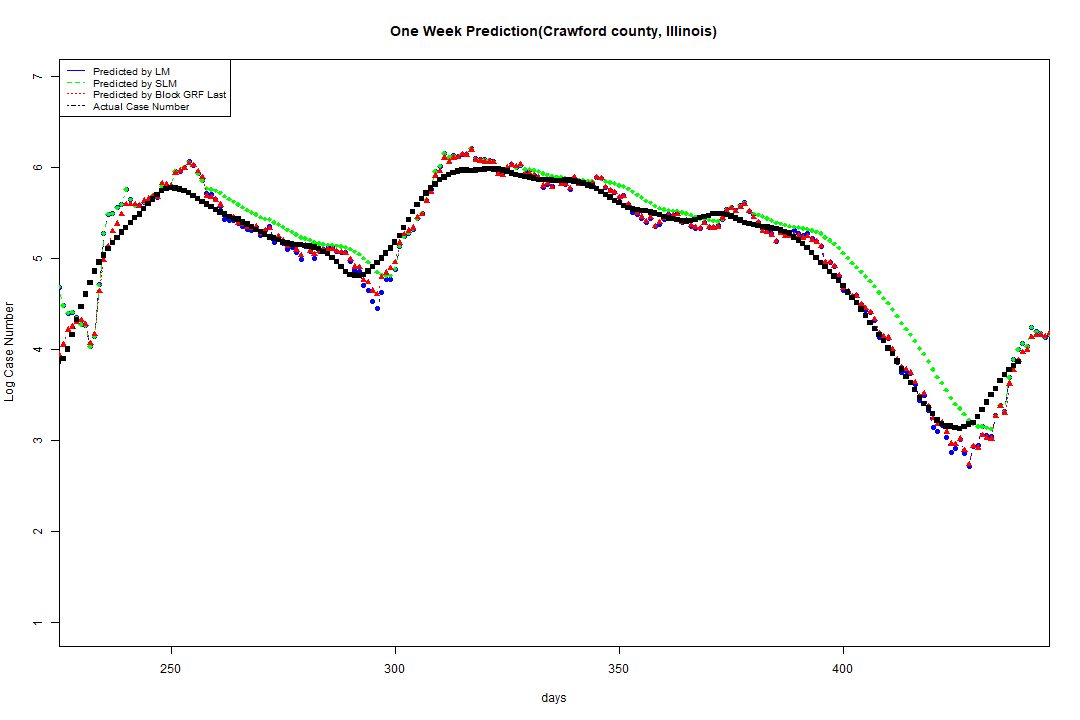 One Week Prediction(Crawford county, Illinois)
Predicted by LM
Predicted by SLM
Predicted by Block GRF Last
Actual Case Number
7
6
5
4
3
2
1
Log Case Number
250 300 350 400
days